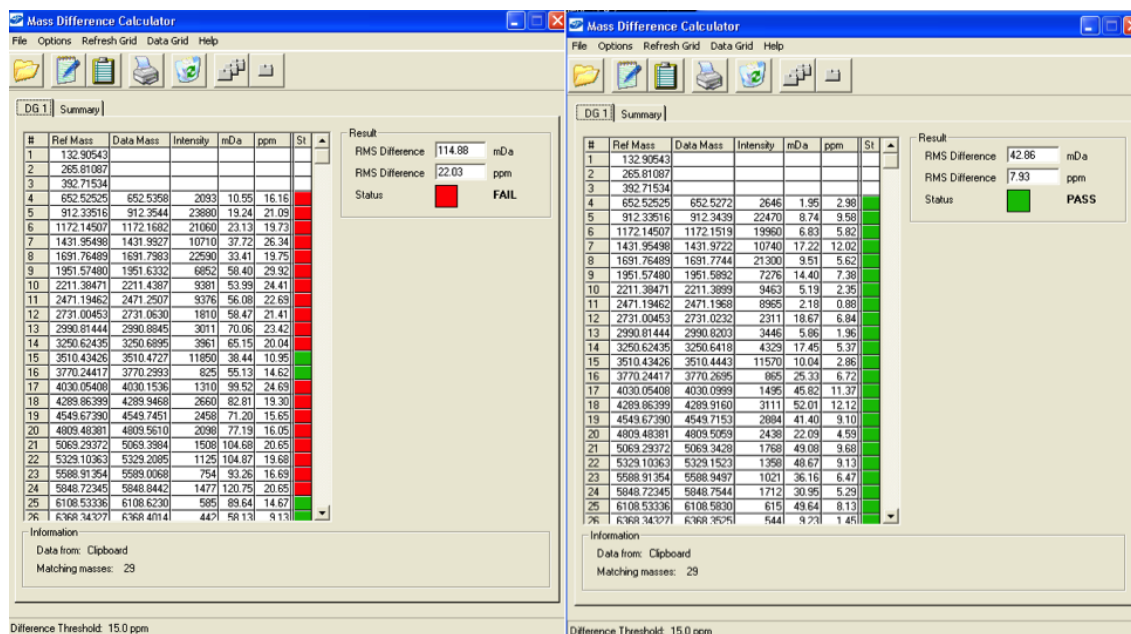 Mass Difference Calculator
File Options Refresh Grid Data Grid Help
DG 1 Summary
# Ref Mass Data Mass Intensity mDa ppm St
1 132.90543
2 265.81087
3 392.71534
4 652.52525 652.5358 2093 10.55 16.16
5 912.33516 912.3544 23880 19.24 21.09
6 1172.14507 1172.1682 21060 23.13 19.73
7 1431.95498 1431.9927 10710 37.72 26.34
8 1691.76489 1691.7983 22590 33.41 19.75
9 1951.57480 1951.6332 6852 58.40 29.92
10 2211.38471 2211.4387 9381 53.99 24.41
11 2471.19462 2471.2507 9376 56.08 22.69
12 2731.00453 2731.0630 1810 58.47 21.41
13 2990.81444 2990.8845 3011 70.06 23.42
14 3250.62435 3250.6895 3961 65.15 20.04
15 3510.43426 3510.4727 11850 38.44 10.95
16 3770.24417 3770.2993 825 55.13 14.62
17 4030.05408 4030.1536 1310 99.52 24.69
18 4289.86399 4289.9468 2660 82.81 19.30
19 4549.67390 4549.7451 2458 71.20 15.65
20 4809.48381 4809.5610 2098 77.19 16.05
21 5069.29372 5069.3984 1508 104.68 20.65
22 5329.10363 5329.2085 1125 104.87 19.68
23 5588.91354 5589.0068 754 93.26 16.69
24 5848.72345 5848.8442 1477 120.75 20.65
25 6108.53336 6108.6230 585 89.64 14.67
26 6368.34327 6368.4014 442 58.13 9.13
Result
RMS Difference 114.88 mDa
RMS Difference 22.03 ppm
Status FAIL
Information
Data from: Clipboard
Matching masses: 29
Difference Threshold: 15.0 ppm
Mass Difference Calculator
File Options Refresh Grid Data Grid Help
DG 1 Summary
# Ref Mass Data Mass Intensity mDa ppm St
1 132.90543
2 265.81087
3 392.71534
4 652.52525 652.5272 2646 1.95 2.98
5 912.33516 912.3439 22470 8.74 9.58
6 1172.14507 1172.1519 19960 6.83 5.82
7 1431.95498 1431.9722 10740 17.22 12.02
8 1691.76489 1691.7744 21300 9.51 5.62
9 1951.57480 1951.5892 7276 14.40 7.38
10 2211.38471 2211.3899 9463 5.19 2.35
11 2471.19462 2471.1968 8965 2.18 0.88
12 2731.00453 2731.0232 2311 18.67 6.84
13 2990.81444 2990.8203 3446 5.86 1.96
14 3250.62435 3250.6418 4329 17.45 5.37
15 3510.43426 3510.4443 11570 10.04 2.86
16 3770.24417 3770.2695 865 25.33 6.72
17 4030.05408 4030.0999 1495 45.82 11.37
18 4289.86399 4289.9160 3111 52.01 12.12
19 4549.67390 4549.7153 2884 41.40 9.10
20 4809.48381 4809.5059 2438 22.09 4.59
21 5069.29372 5069.3428 1768 49.08 9.68
22 5329.10363 5329.1523 1358 48.67 9.13
23 5588.91354 5588.9497 1021 36.16 6.47
24 5848.72345 5848.7544 1712 30.95 5.29
25 6108.53336 6108.5830 615 49.64 8.13
26 6368.34327 6368.3525 544 9.23 1.45
Result
RMS Difference 42.86 mDa
RMS Difference 7.93 ppm
Status PASS
Information
Data from: Clipboard
Matching masses: 29
Difference Threshold: 15.0 ppm